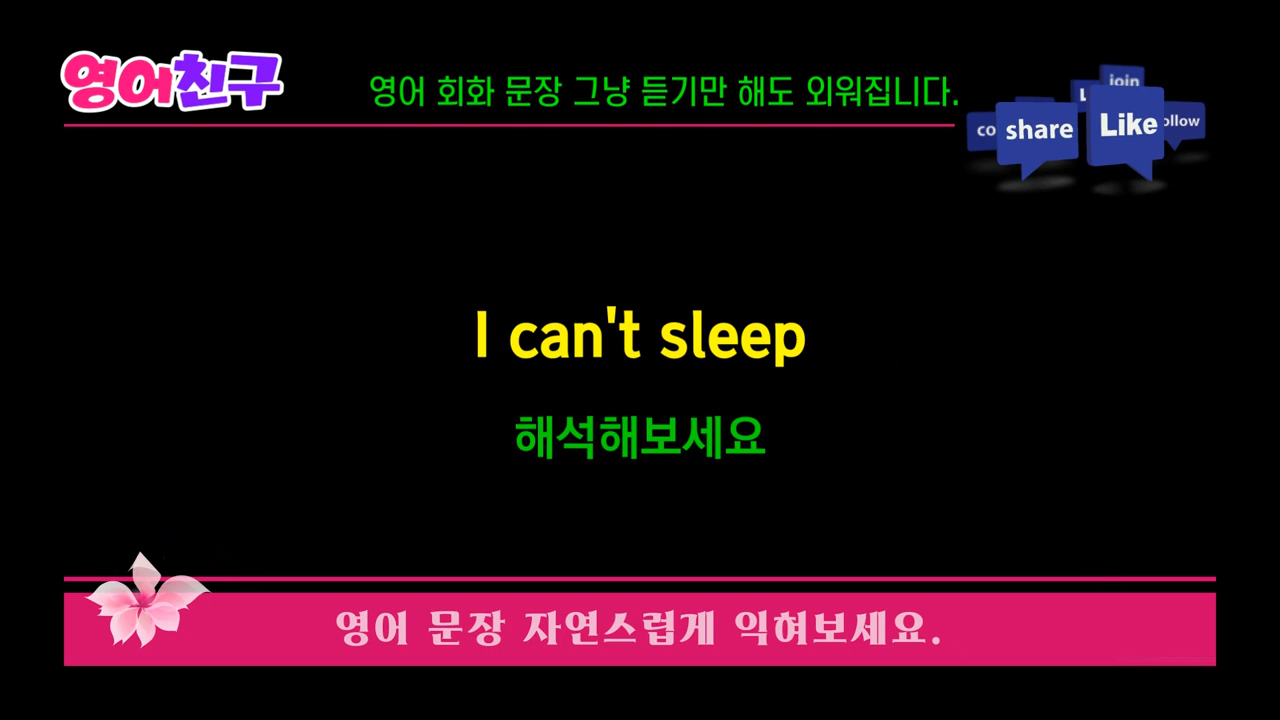 영어친구
영어 회화 문장 그냥 듣기만 해도 외워집니다.
join
share
Like
I can't sleep
해석해보세요
영어 문장 자연스럽게 익혀보세요.